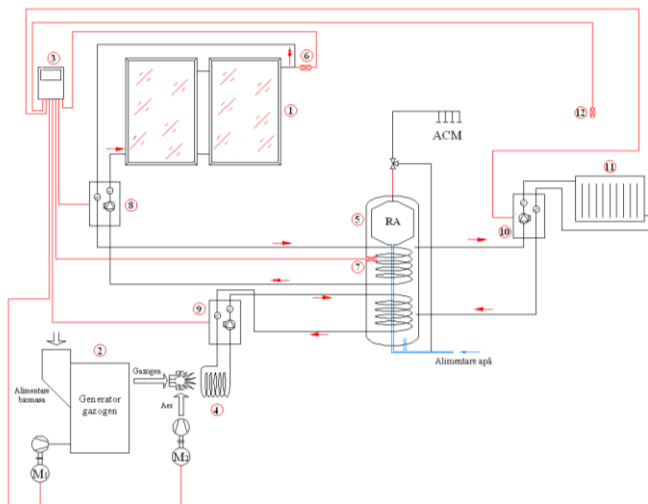 3
6
1
12
ACM
11
5
RA
8
10
7
9
2
Gazogen
Alimentare
biomasa
Generator
gazogen
Aer
4
Alimentare apă
M1
M2